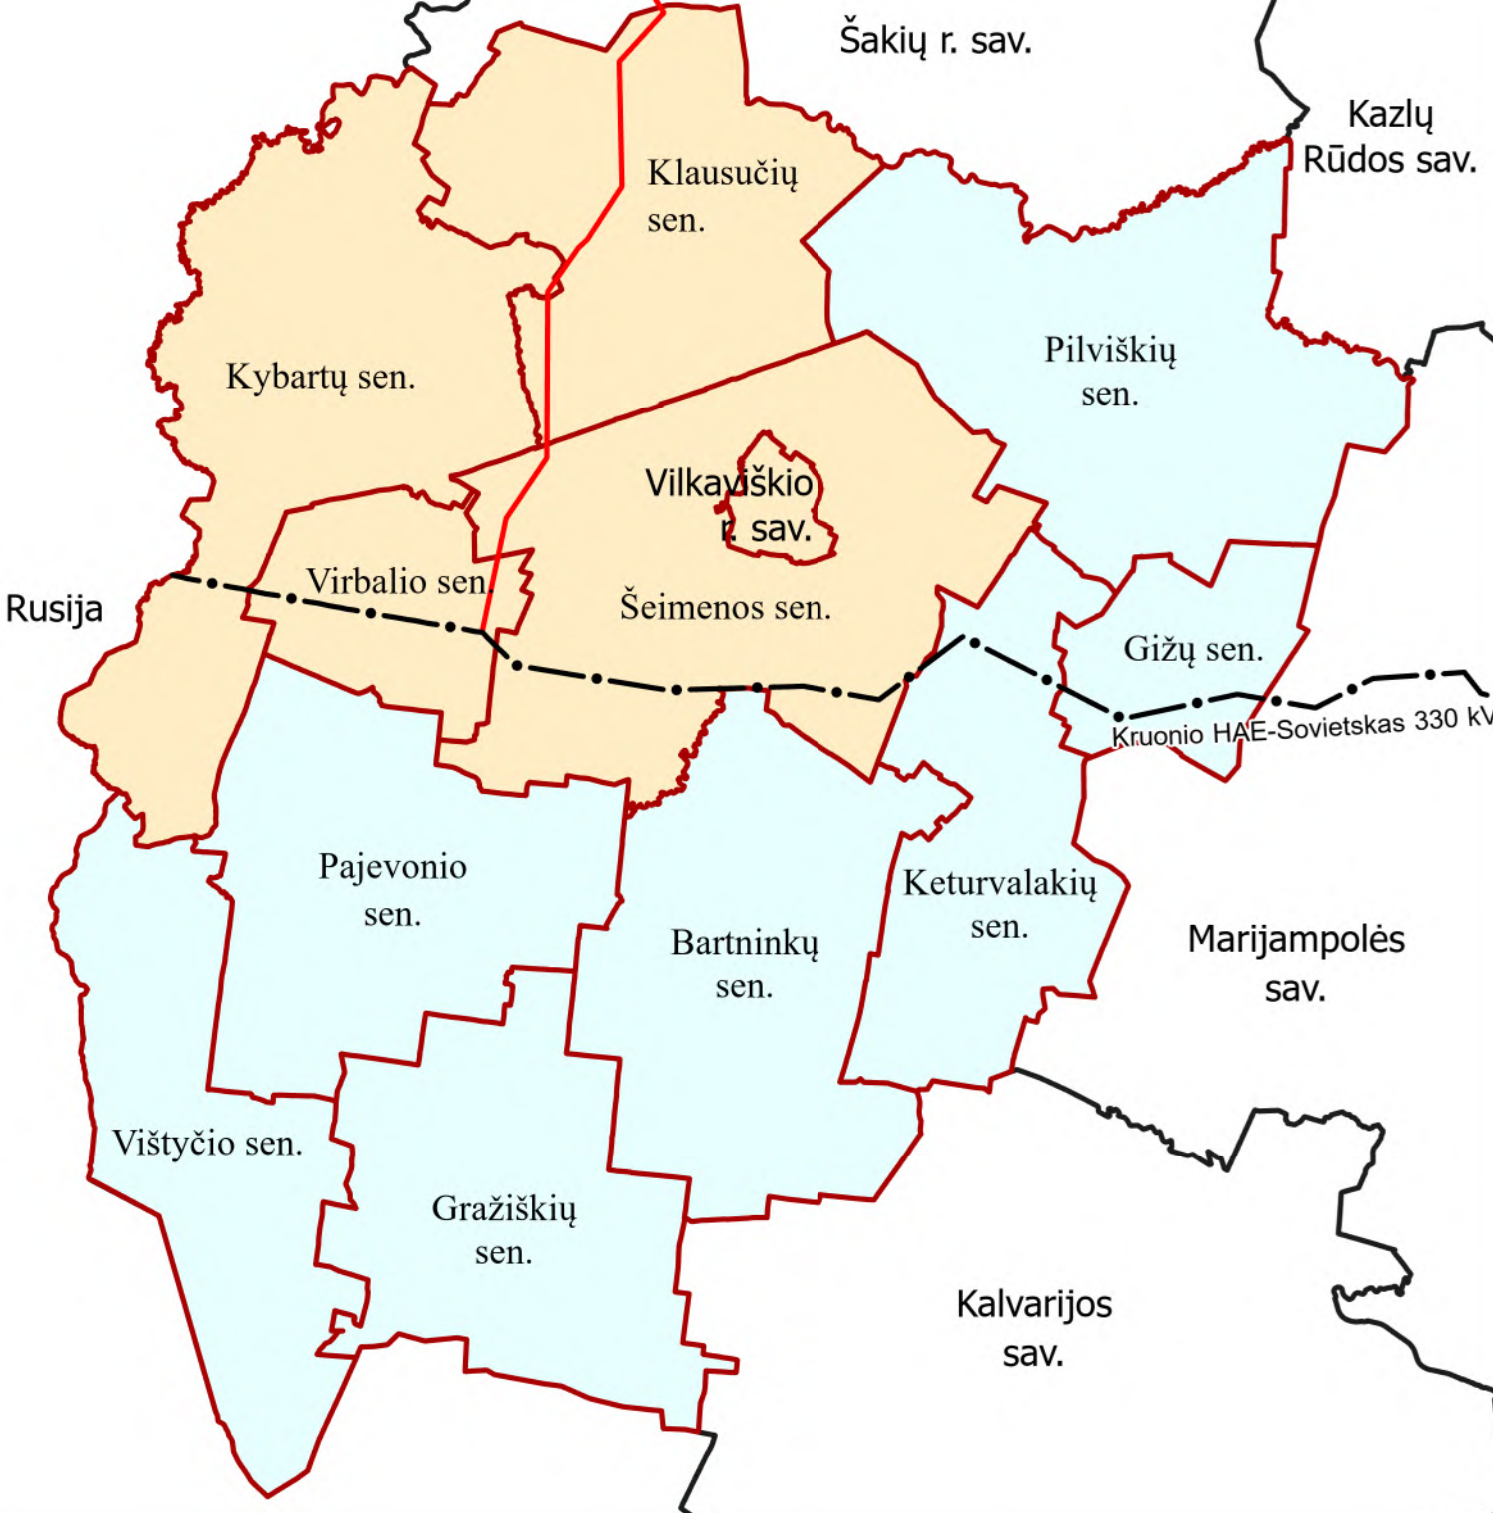 Šakių r. sav.
Kazlų
Rūdos sav.
Klausučių
sen.
Pilviškių
sen.
Kybartų sen.
Vilkaviškio
r. sav.
Virbalio sen.
Rusija
Šeimenos sen.
Gižų sen.
Kruonio HAE-Sovietskas 330 kV
Pajevonio
sen.
Keturvalakių
sen.
Bartninkų
sen.
Marijampolės
sav.
Vištyčio sen.
Gražiškių
sen.
Kalvarijos
sav.